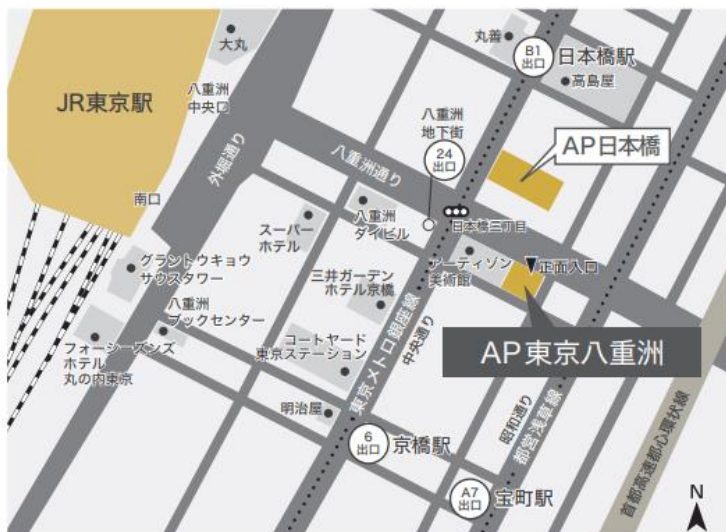 大丸
丸善
B1
出口
日本橋駅
高島屋
JR東京駅
八重洲
中央口
八重洲
地下街
24
出口
AP日本橋
外堀通り
八重洲通り
南口
スーパー
ホテル
八重洲
ダイビル
日本橋三丁目
グラントウキョウ
サウスタワー
アーティゾン
美術館
正面入口
三井ガーデン
ホテル京橋
八重洲
ブックセンター
コートヤード
東京ステーション
東京メトロ銀座線
中央通り
AP東京八重洲
フォーシーズンズ
ホテル
丸の内東京
明治屋
6
出口
京橋駅
昭和通り
都営浅草線
首都高速都心環状線
A7
出口
宝町駅
N